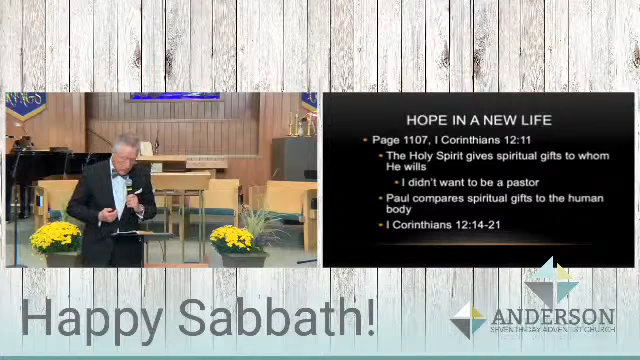 HOPE IN A NEW LIFE
Page 1107, I Corinthians 12:11
The Holy Spirit gives spiritual gifts to whom
He wills
I didn't want to be a pastor
Paul compares spiritual gifts to the human
body
I Corinthians 12:14-21
Happy Sabbath!
ANDERSON
SEVENTH-DAY ADVENTIST CHURCH